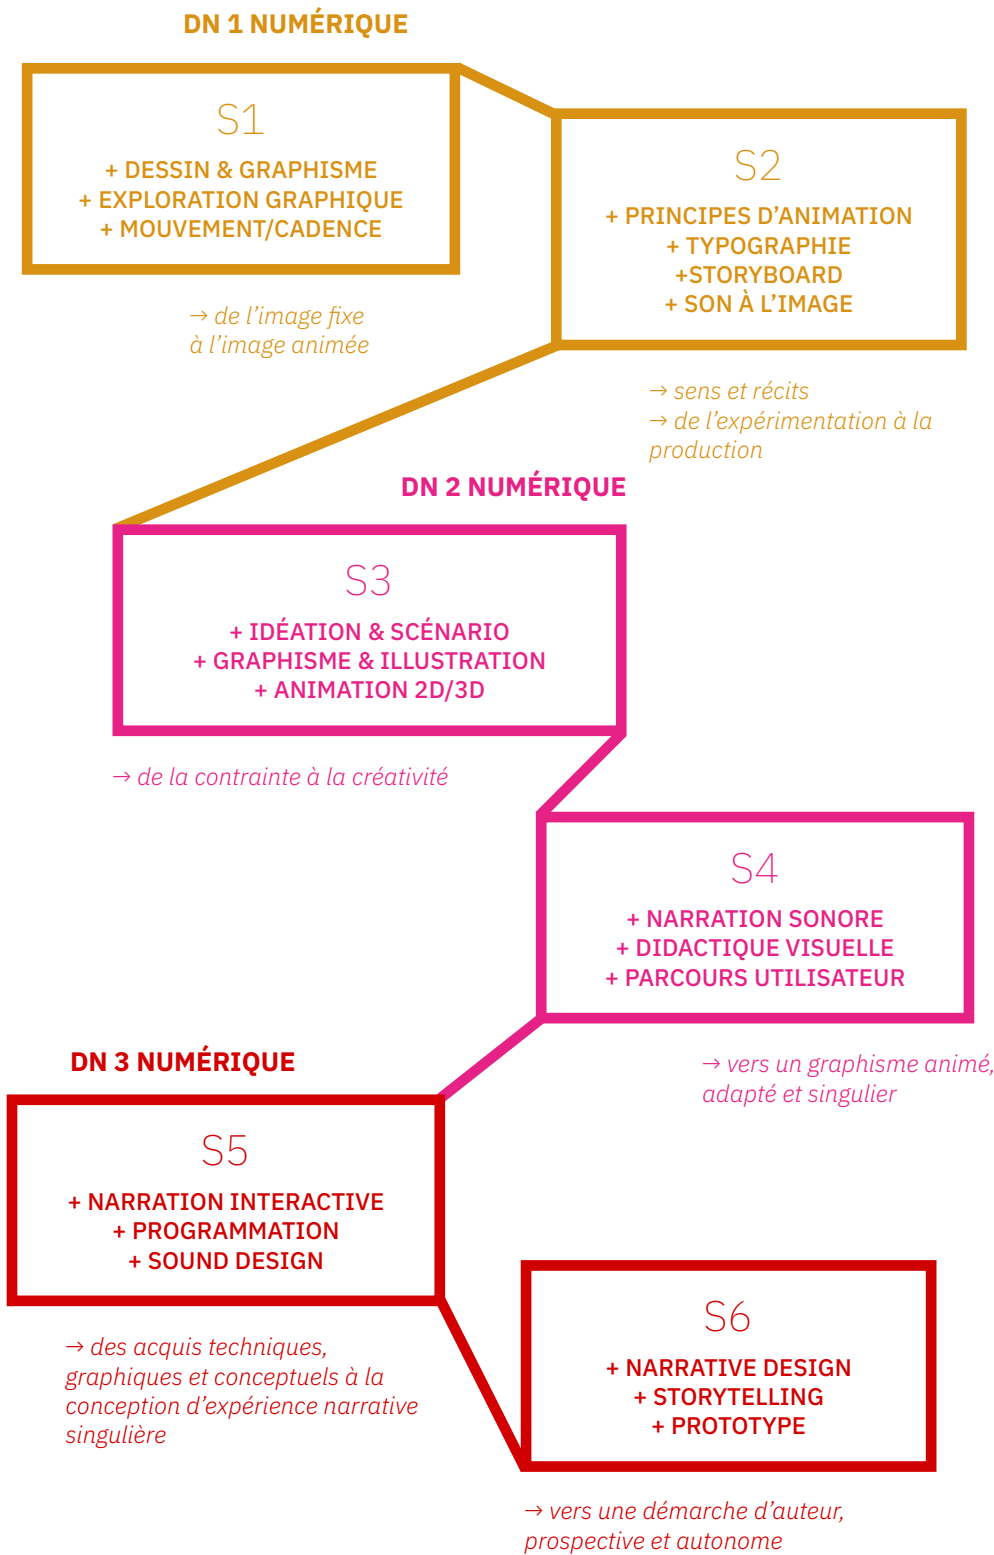 DN 1 NUMÉRIQUE
S1
+ DESSIN & GRAPHISME
+ EXPLORATION GRAPHIQUE
+ MOUVEMENT/CADENCE
→ de l’image fixe
à l’image animée
S2
+ PRINCIPES D’ANIMATION
+ TYPOGRAPHIE
+STORYBOARD
+ SON À L’IMAGE
→ sens et récits
→ de l’expérimentation à la
production
DN 2 NUMÉRIQUE
S3
+ IDÉATION & SCÉNARIO
+ GRAPHISME & ILLUSTRATION
+ ANIMATION 2D/3D
→ de la contrainte à la créativité
S4
+ NARRATION SONORE
+ DIDACTIQUE VISUELLE
+ PARCOURS UTILISATEUR
→ vers un graphisme animé,
adapté et singulier
DN 3 NUMÉRIQUE
S5
+ NARRATION INTERACTIVE
+ PROGRAMMATION
+ SOUND DESIGN
→ des acquis techniques,
graphiques et conceptuels à la
conception d’expérience narrative
singulière
S6
+ NARRATIVE DESIGN
+ STORYTELLING
+ PROTOTYPE
→ vers une démarche d’auteur,
prospective et autonome